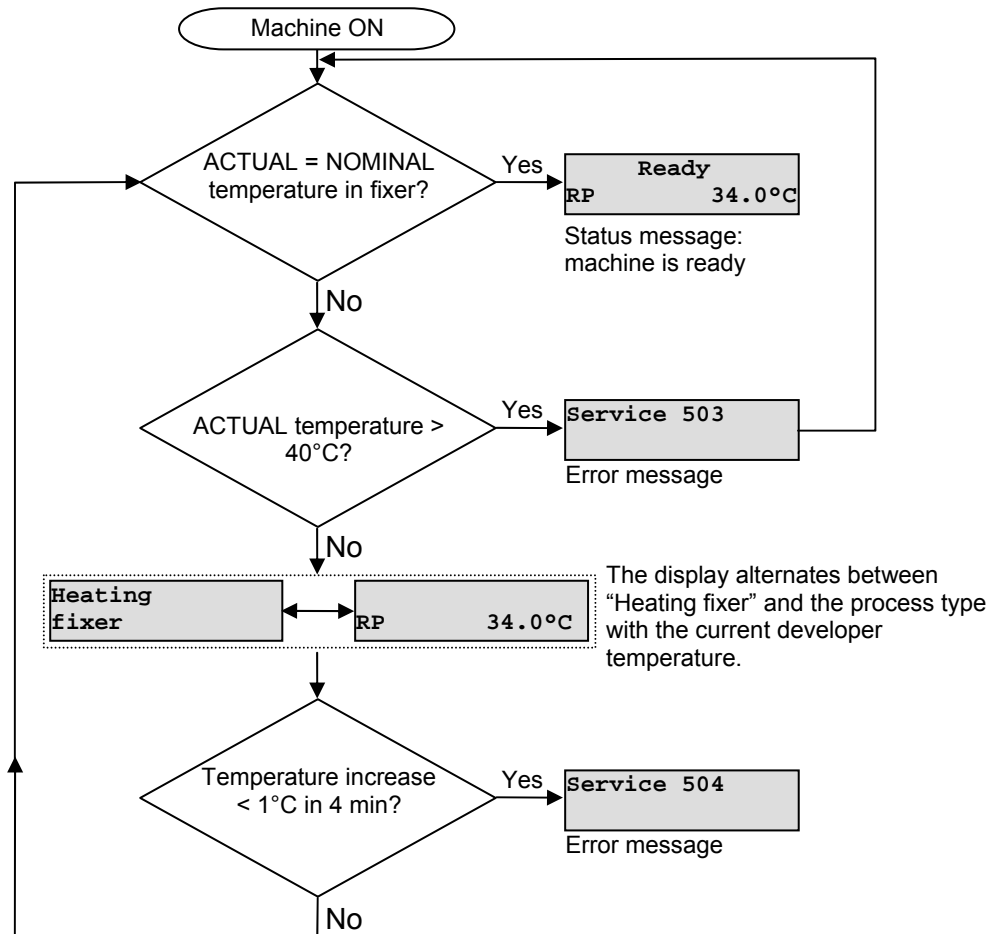 Machine ON
ACTUAL = NOMINAL
temperature in fixer?
Yes
Ready
RP 34.0°C
Status message:
machine is ready
No
ACTUAL temperature >
40°C?
Yes
Service 503
Error message
No
Heating
fixer
RP 34.0°C
The display alternates between
“Heating fixer” and the process type
with the current developer
temperature.
Temperature increase
< 1°C in 4 min?
Yes
Service 504
Error message
No